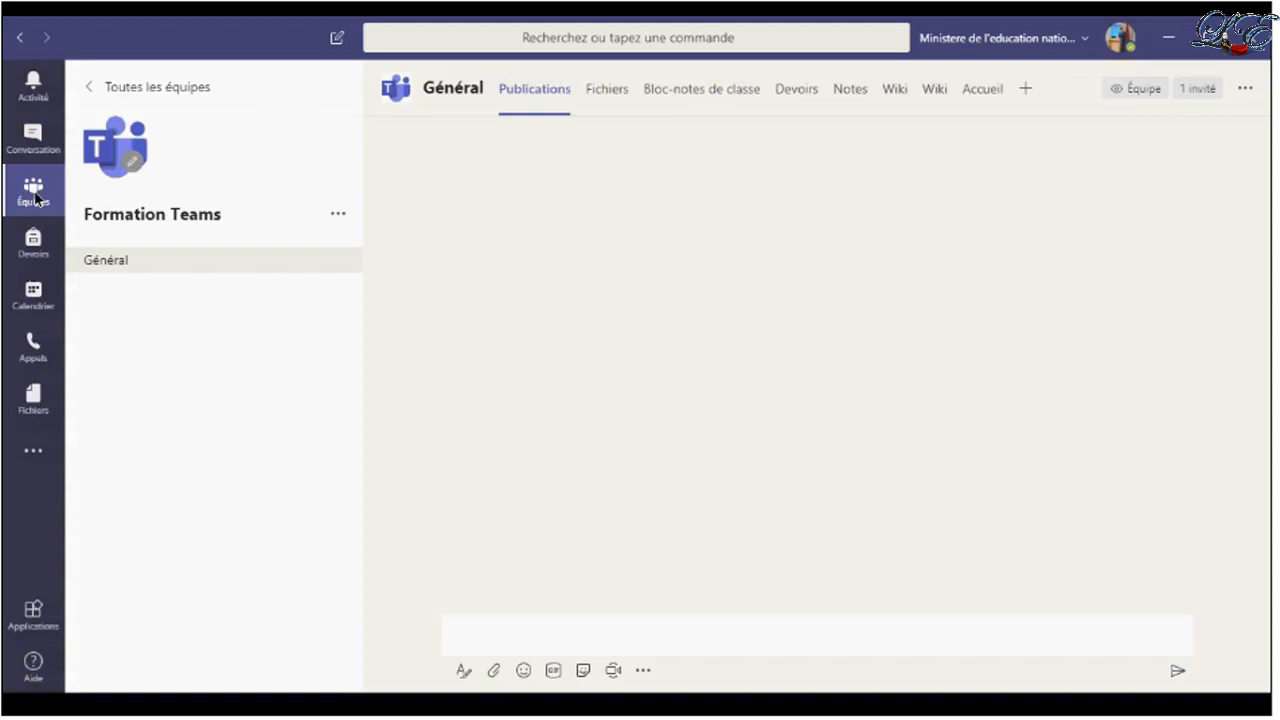 Recherchez ou tapez une commande
Ministere de l'education natio...
Activité
Conversation
Équipes
Devoirs
Calendrier
Appels
Fichiers
Applications
Aide
Toutes les équipes
T
Formation Teams
Général
T
Général
Publications
Fichiers
Bloc-notes de classe
Devoirs
Notes
Wiki
Wiki
Accueil
Équipe
1 invité
GIF